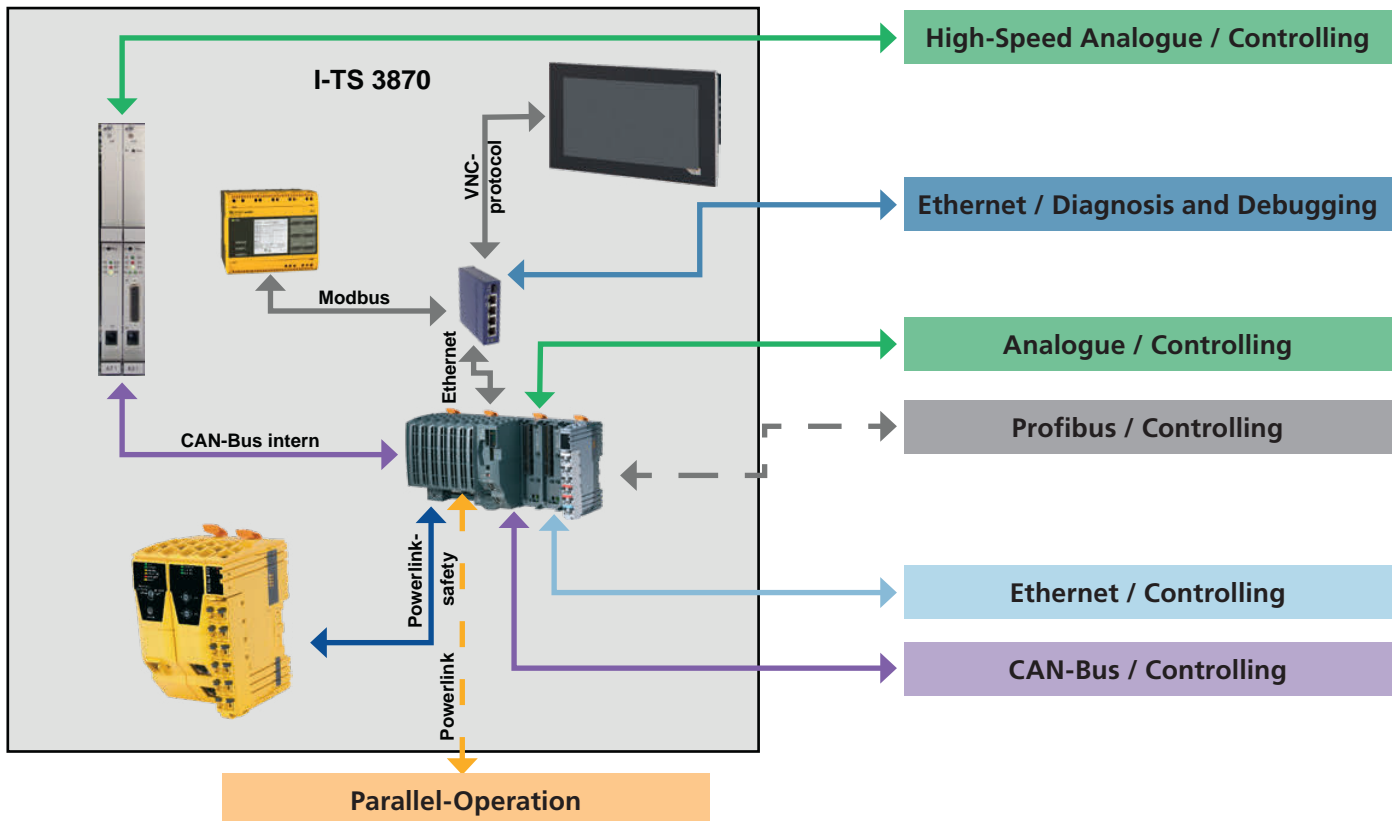 High-Speed Analogue / Controlling
I-TS 3870
VNC-
protocol
Ethernet / Diagnosis and Debugging
Modbus
Ethernet
Analogue / Controlling
CAN-Bus intern
Profibus / Controlling
Powerlink-
safety
Ethernet / Controlling
Powerlink
CAN-Bus / Controlling
Parallel-Operation